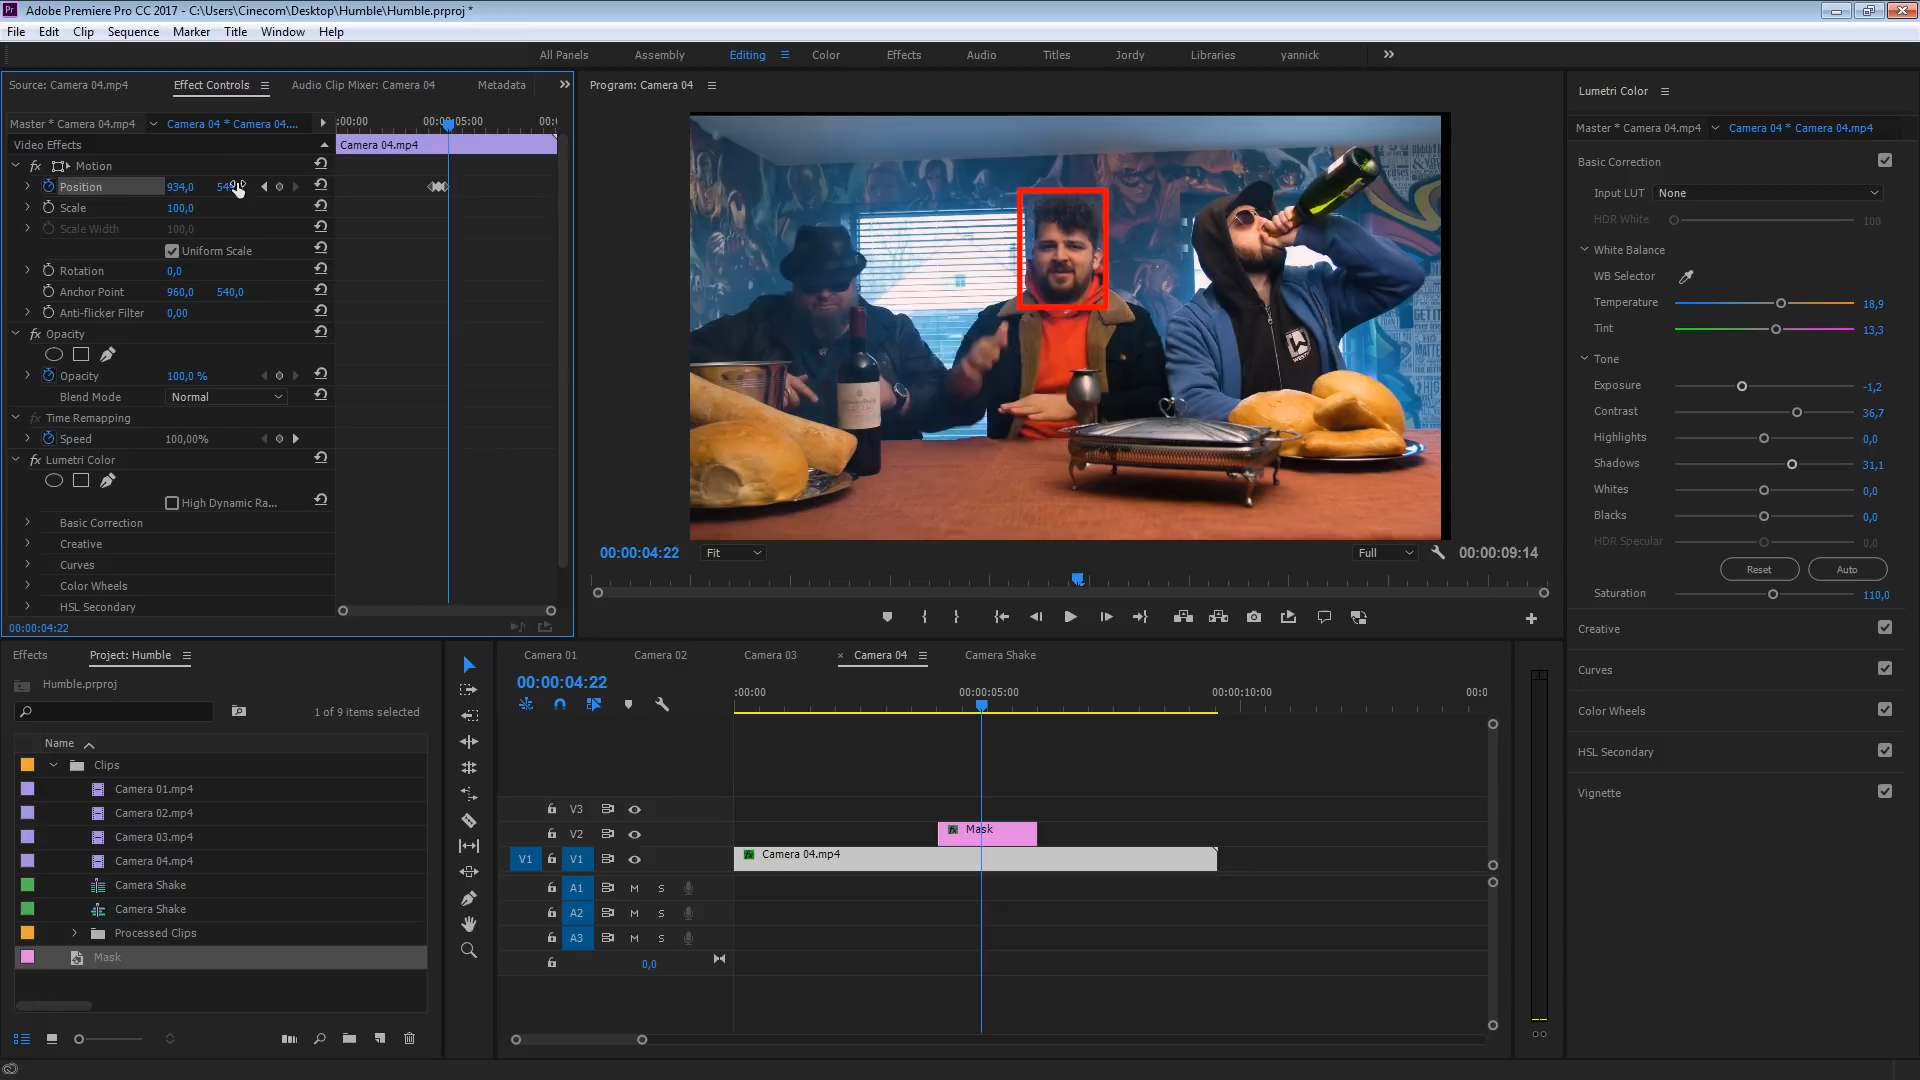 Adobe Premiere Pro CC 2017 - C:\Users\Cinecom\Desktop\Humble\Humble.prproj *
File Edit Clip Sequence Marker Title Window Help
All Panels Assembly Editing Color Effects Audio Titles Jordy Libraries yannick
Source: Camera 04.mp4 Effect Controls Audio Clip Mixer: Camera 04 Metadata
Master * Camera 04.mp4 Camera 04 * Camera 04....
:00:00 00:00:05:00 00:0
Video Effects
Camera 04.mp4
fx Motion
Position 934,0
Scale 100,0
Scale Width 100,0
Uniform Scale
Rotation 0,0
Anchor Point 960,0 540,0
Anti-flicker Filter 0,00
fx Opacity
Opacity 100,0 %
Blend Mode Normal
fx Time Remapping
Speed 100,00%
fx Lumetri Color
High Dynamic Ra...
Basic Correction
Creative
Curves
Color Wheels
HSL Secondary
00:00:04:22
Program: Camera 04
00:00:04:22 Fit Full 00:00:09:14
Lumetri Color
Master * Camera 04.mp4 Camera 04 * Camera 04.mp4
Basic Correction
Input LUT None
HDR White 100
White Balance
WB Selector
Temperature 18,9
Tint 13,3
Tone
Exposure -1,2
Contrast 36,7
Highlights 0,0
Shadows 31,1
Whites 0,0
Blacks 0,0
HDR Specular 0,0
Reset Auto
Saturation 110,0
Creative
Curves
Color Wheels
HSL Secondary
Vignette
Effects Project: Humble
Humble.prproj
1 of 9 items selected
Name
Clips
Camera 01.mp4
Camera 02.mp4
Camera 03.mp4
Camera 04.mp4
Camera Shake
Camera Shake
Processed Clips
Mask
Camera 01 Camera 02 Camera 03 × Camera 04 Camera Shake
00:00:04:22
:00:00 00:00:05:00 00:00:10:00 00:0
V3
V2 fx Mask
V1 V1 fx Camera 04.mp4
A1 M S
A2 M S
A3 M S
0,0